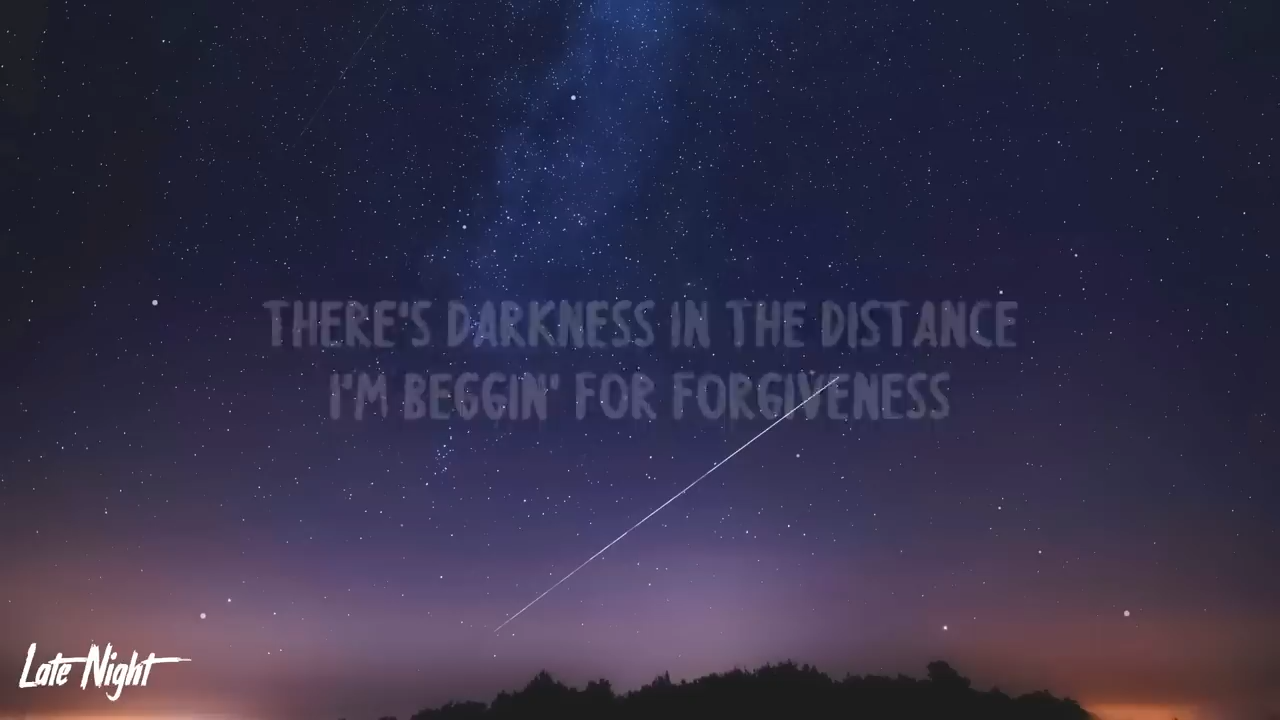 THERE'S DARKNESS IN THE DISTANCE
I'M BEGGIN' FOR FORGIVENESS
Late Night